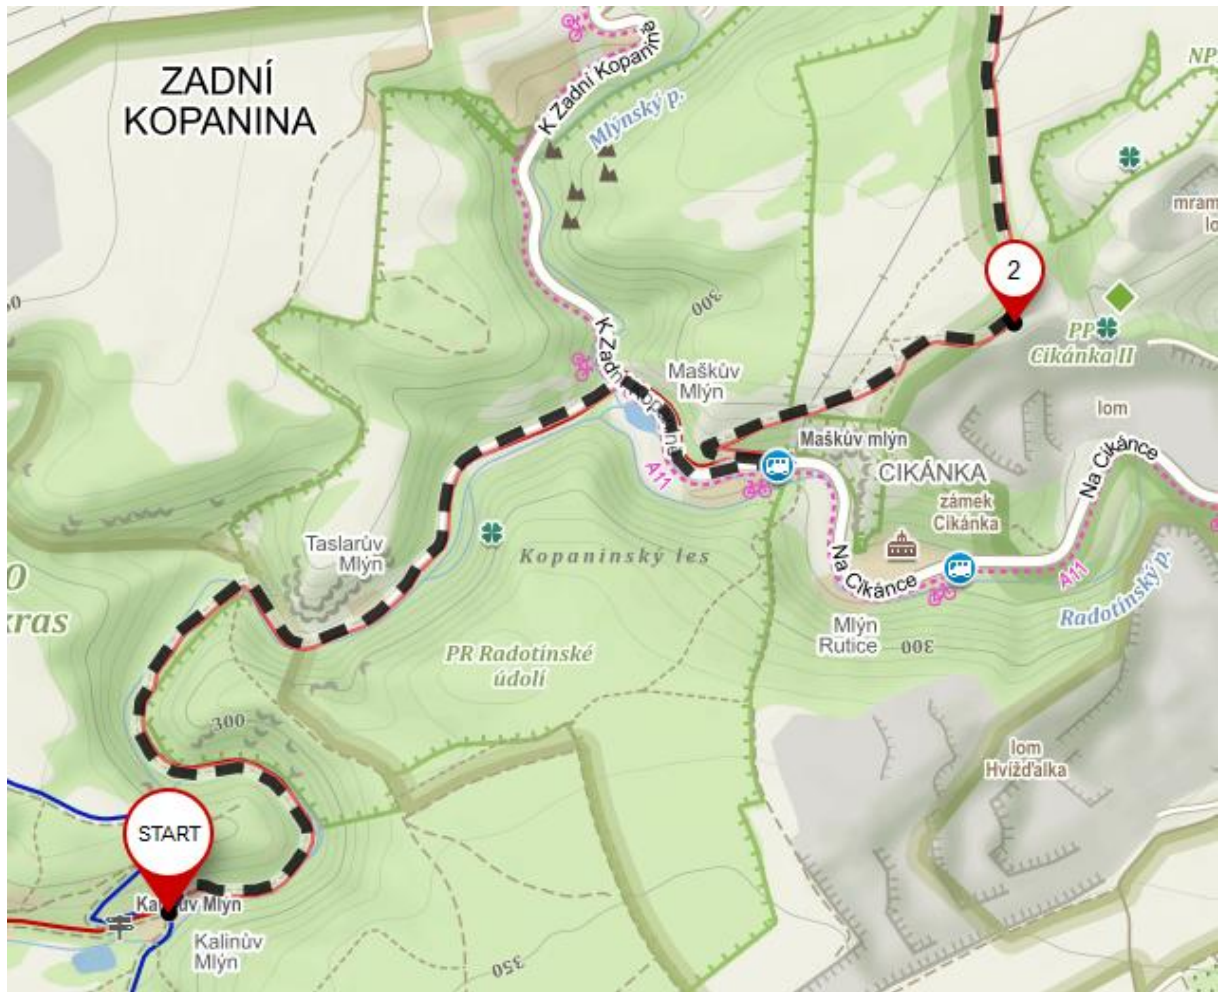 ZADNÍ
KOPANINA
K Zadní Kopanině
Mlýnský p.
NP
mram
lo
300
2
PP
Cikánka II
K Zadní Kopanině
Maškův
Mlýn
lom
Maškův mlýn
A11
CIKÁNKA
Na Cikánce
zámek
Cikánka
Taslarův
Mlýn
Kopaninský les
kras
Na Cikánce
A11
Radotínský p.
Mlýn
Rutice
300
PR Radotínské
údolí
300
lom
Hvížďalka
START
Kalinův
Mlýn
350